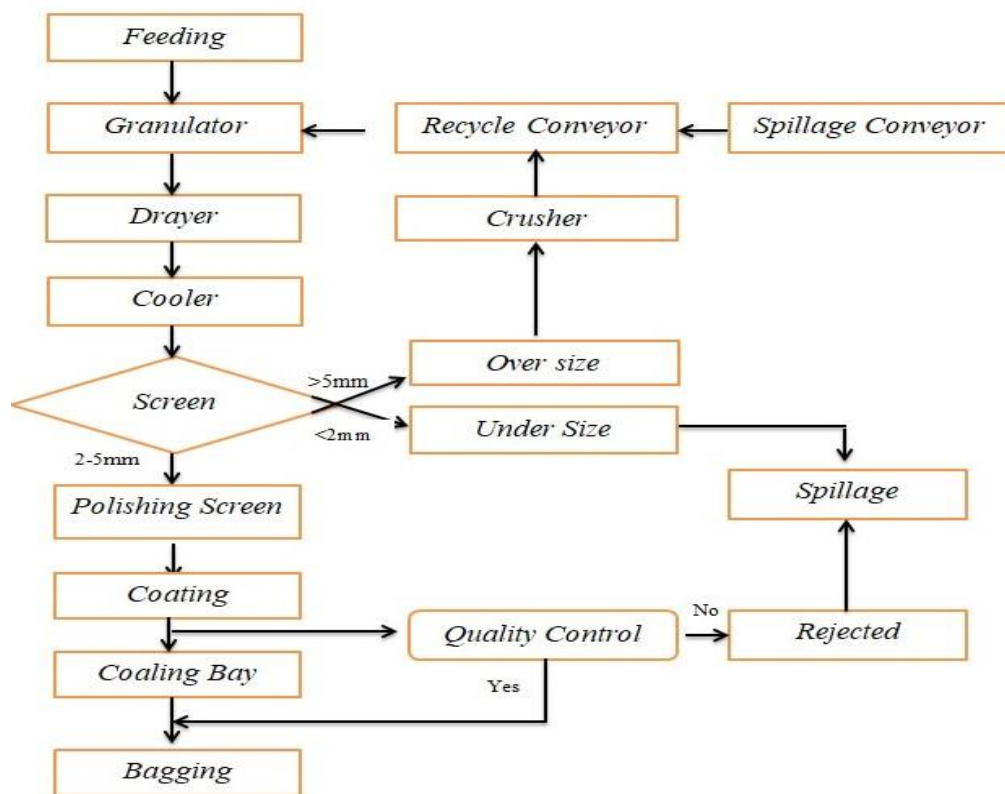 Feeding
Granulator
Recycle Conveyor
Spillage Conveyor
Drayer
Crusher
Cooler
Over size
>5mm
Screen
<2mm
Under Size
2-5mm
Polishing Screen
Spillage
Coating
Quality Control
No
Rejected
Coaling Bay
Yes
Bagging